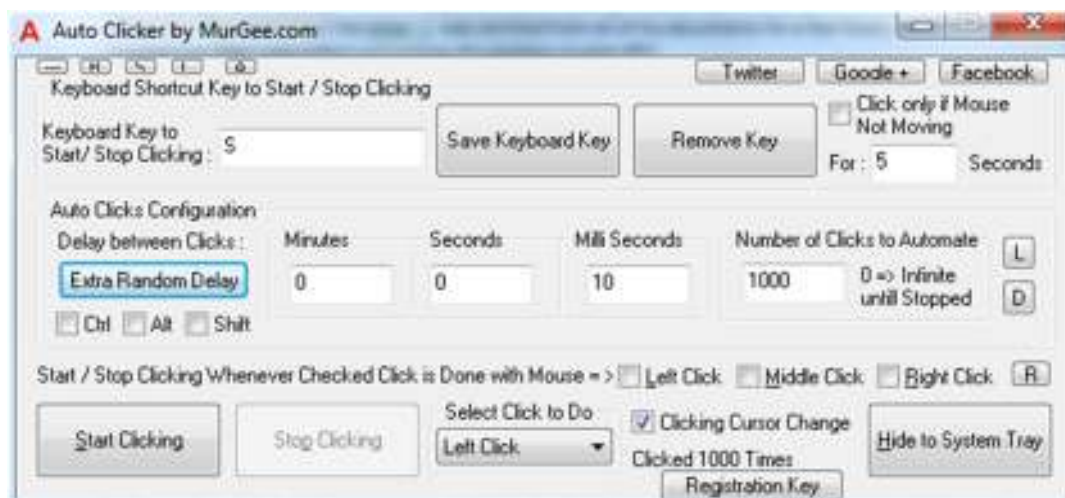 A Auto Clicker by MurGee.com
Twitter Google + Facebook
Keyboard Shortcut Key to Start / Stop Clicking
Keyboard Key to
Start/ Stop Clicking : S
Save Keyboard Key
Remove Key
Click only if Mouse
Not Moving
For : 5 Seconds
Auto Clicks Configuration
Delay between Clicks : Minutes Seconds Milli Seconds Number of Clicks to Automate L
Extra Random Delay 0 0 10 1000 0 => Infinite
untill Stopped D
Ctrl Alt Shift
Start / Stop Clicking Whenever Checked Click is Done with Mouse = > Left Click Middle Click Right Click R
Start Clicking
Stop Clicking
Select Click to Do
Left Click
Clicking Cursor Change
Clicked 1000 Times
Registration Key
Hide to System Tray